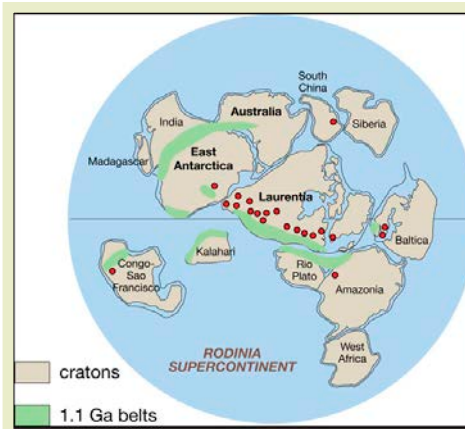 South
China
India
Australia
Siberia
Madagascar
East
Antarctica
Laurentia
Baltica
Kalahari
Congo-
Sao
Francisco
Rio
Plato
Amazonia
West
Africa
RODINIA
SUPERCONTINENT
cratons
1.1 Ga belts